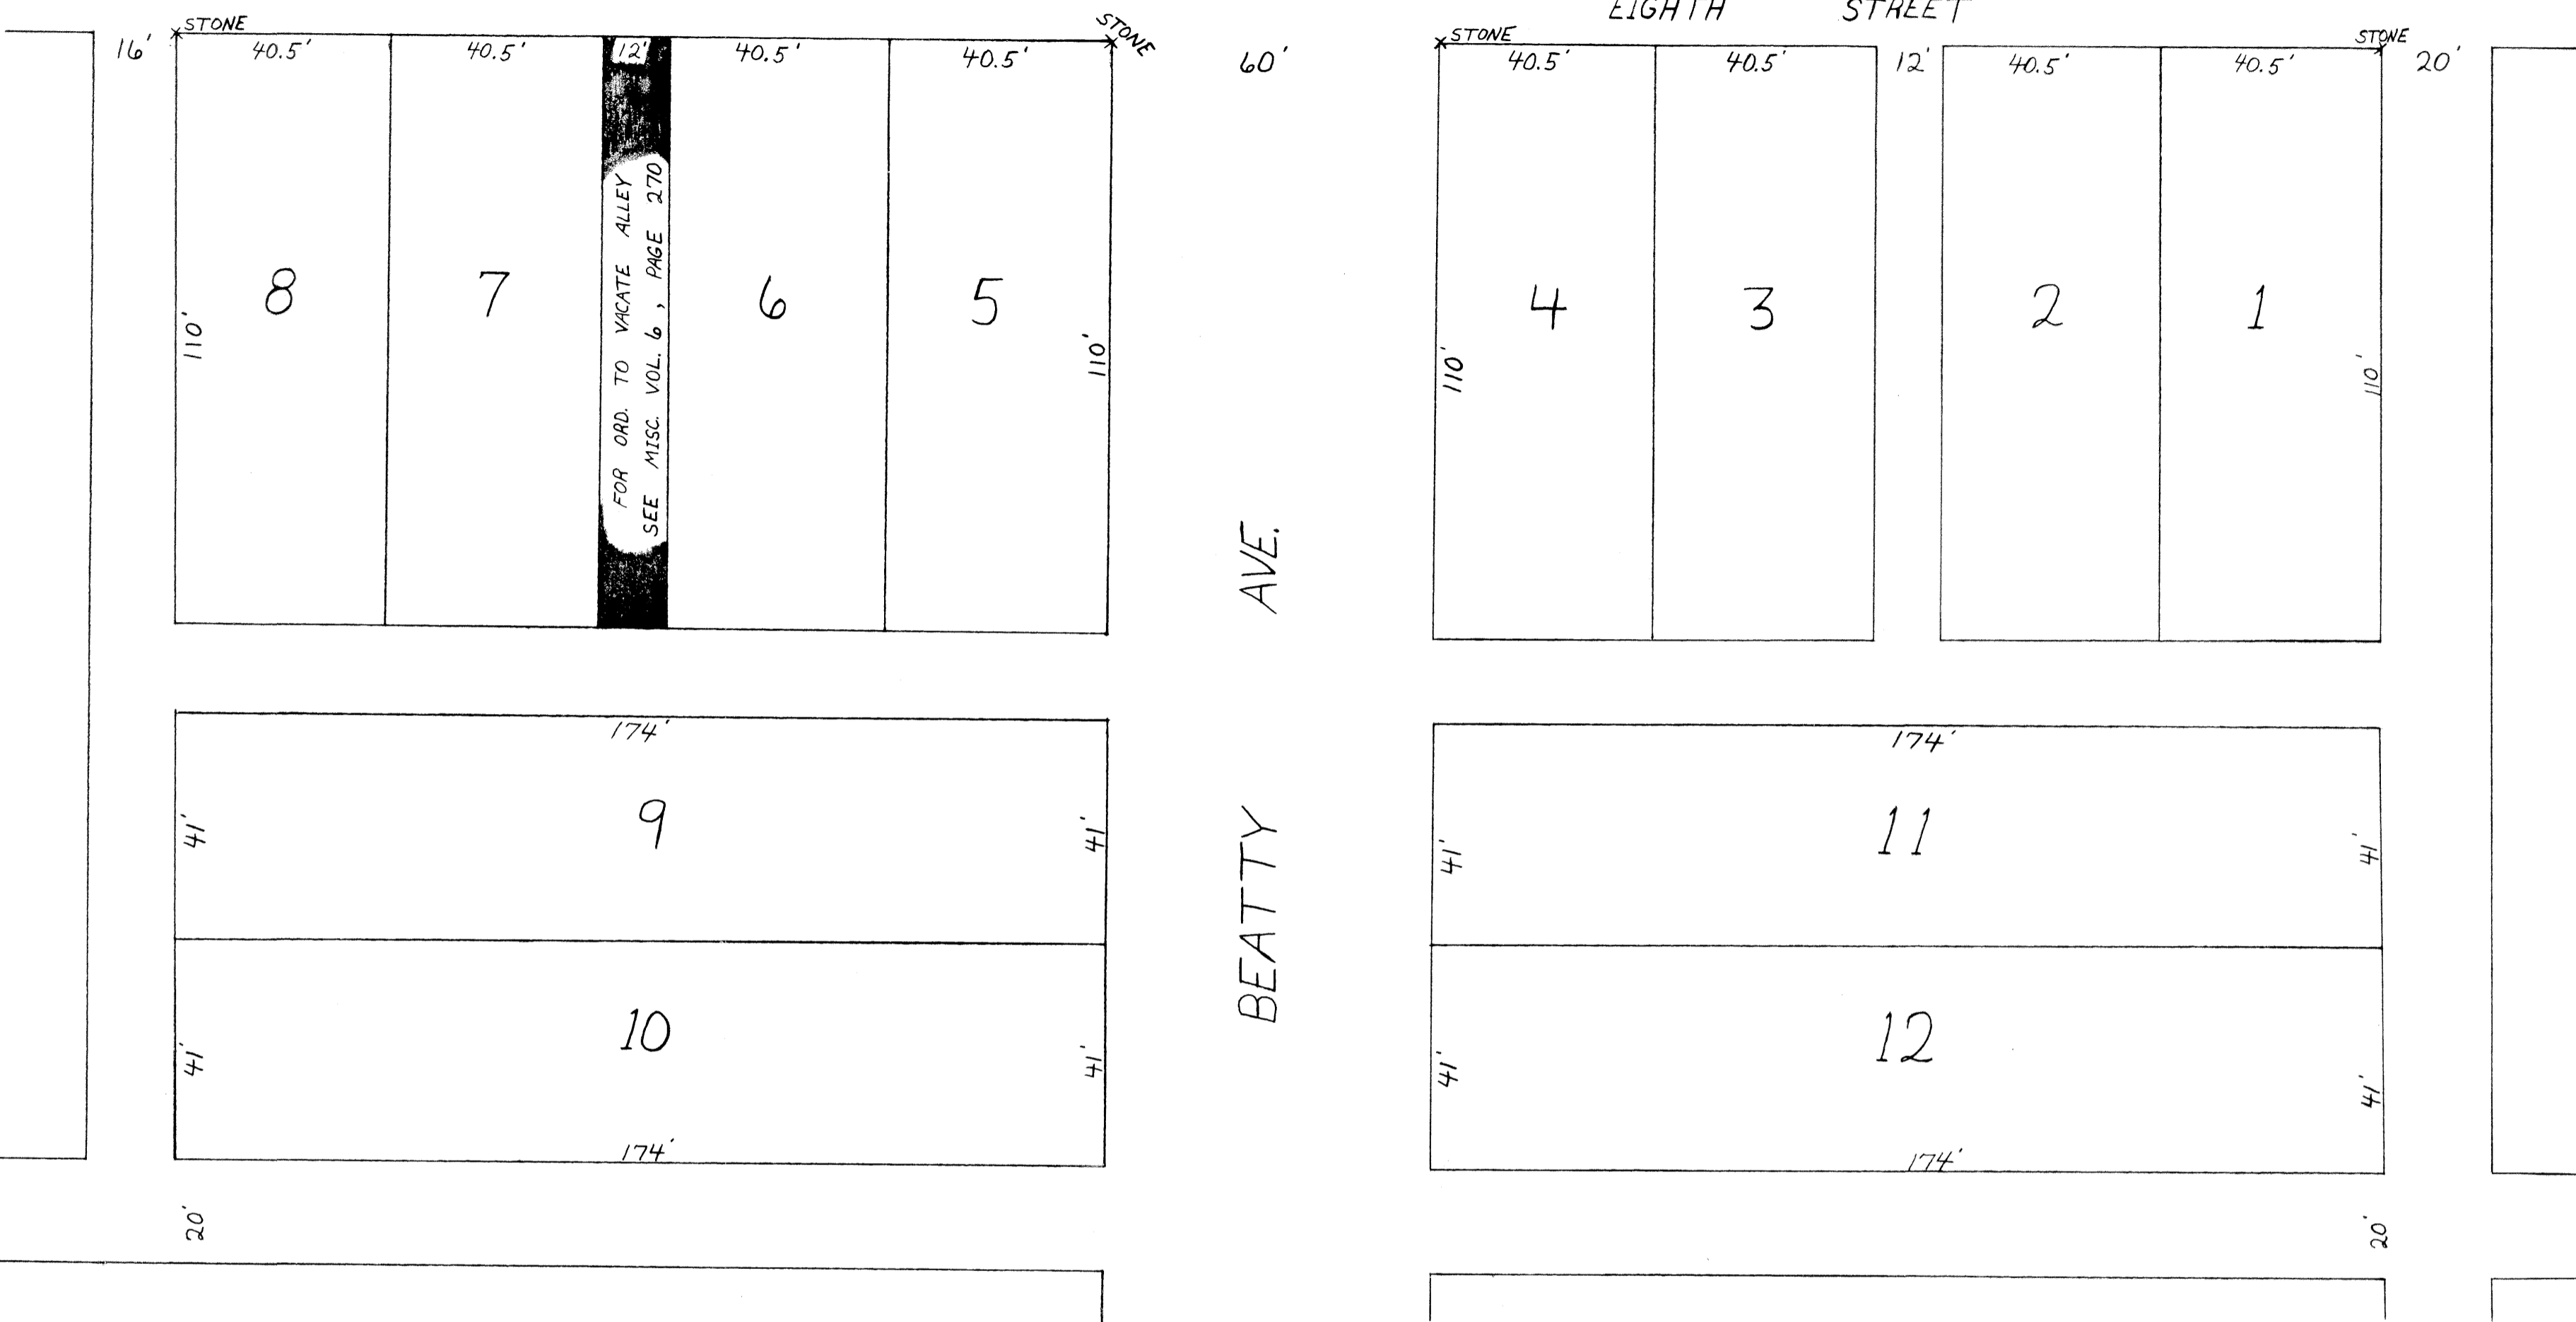 EIGHTH STREET
STONE
STONE
STONE
STONE
16' 40.5' 40.5' 12' 40.5' 40.5' 60' 40.5' 40.5' 12' 40.5' 40.5' 20'
FOR ORD. TO VACATE ALLEY
SEE MISC. VOL. 6, PAGE 270
8 7 6 5 4 3 2 1
110' 110' 110' 110'
BEATTY AVE.
174' 174'
41' 9 41' 41' 11 41'
41' 10 41' 41' 12 41'
174' 174'
20' 20'